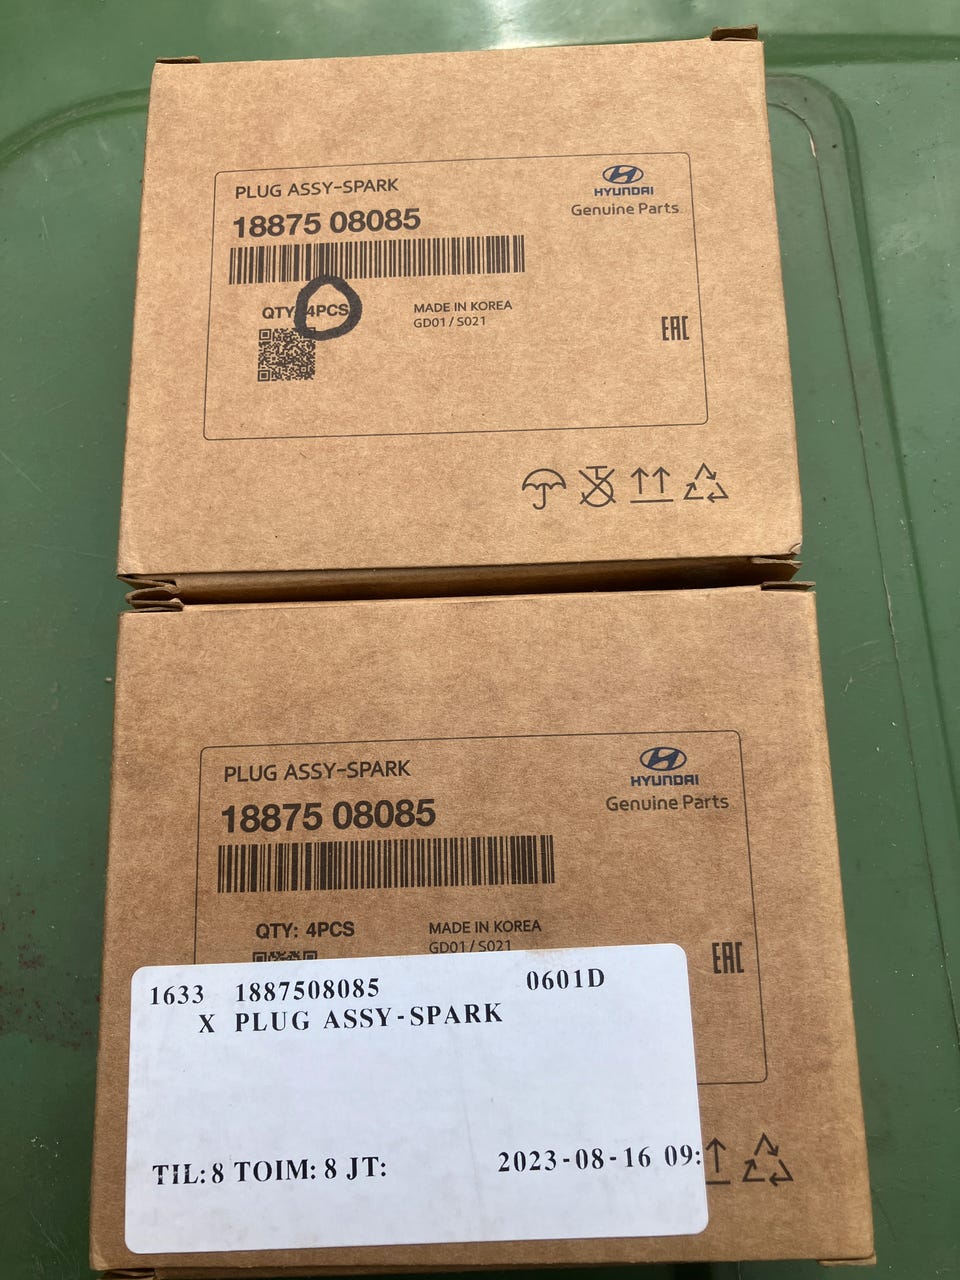 PLUG ASSY-SPARK
HYUNDAI
Genuine Parts
18875 08085
QTY: 4PCS
MADE IN KOREA
GD01 / S021
EAC
PLUG ASSY-SPARK
HYUNDAI
Genuine Parts
18875 08085
QTY: 4PCS
MADE IN KOREA
GD01 / S021
EAC
1633 1887508085 0601D
X PLUG ASSY-SPARK
TIL: 8 TOIM: 8 JT: 2023-08-16 09: